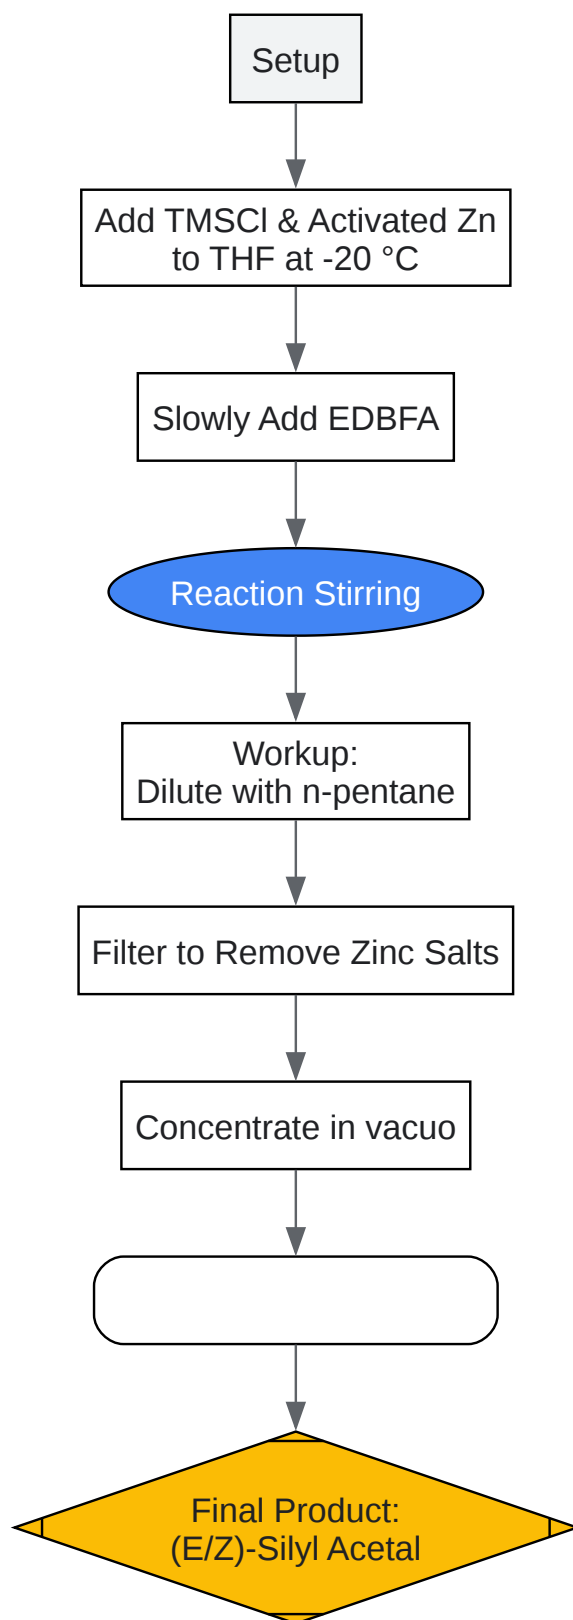 Setup
Add TMSCl & Activated Zn
to THF at -20 °C
Slowly Add EDBFA
Reaction Stirring
Workup:
Dilute with n-pentane
Filter to Remove Zinc Salts
Concentrate in vacuo
Final Product:
(E/Z)-Silyl Acetal